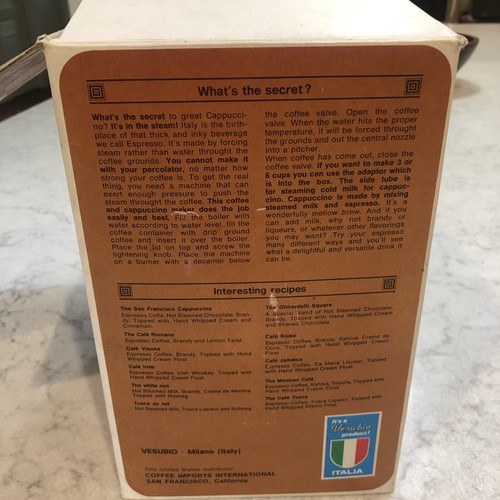 What's the secret?
What's the secret to great Cappucci-
no? It's in the steam! Italy is the birth-
place of that thick and inky beverage
we call Espresso. It's made by forcing
steam rather than water throught the
coffee grounds. You cannot make it
with your percolator, no matter how
strong your coffee is. To get the real
thing, you need a machine that can
exert enough pressure to push the
steam throught the coffee. This coffee
and cappuccino maker does the job
easily and best. Fill the boiler with
water according to water level, fill the
coffee container with drip ground
coffee and insert it over the boiler.
Place the lid on top and screw the
tightening knob. Place the machine
on a burner with a decanter below
the coffee valve. Open the coffee
valve. When the water hits the proper
temperature, it will be forced through
the grounds and out the central nozzle
into a pitcher.
When coffee has come out, close the
coffee valve. If you want to make 3 or
6 cups you can use the adaptor which
is into the box. The side tube is
for steaming cold milk for cappuc-
cino. Cappuccino is made by mixing
steamed milk and espresso. It's a
wonderfully mellow brew. And if you
can add milk, why not brandy or
liqueurs, or whatever other flavorings
you may want? Try your espresso
many different ways and you'll see
what a delightful and versatile drink it
can be.
Interesting recipes
The San Francisco Cappuccino
Espresso Coffee, Hot Steamed Chocolate, Bran-
dy. Topped with Hand Whipped Cream and
Cinnamon.
The Café Romano
Espresso Coffee, Brandy and Lemon Twist
Café Vienna
Espresso Coffee, Brandy. Topped with Hand
Whipped Cream Float.
Café Irish
Espresso Coffee, Irish Whiskey. Topped with
Hand Whipped Cream Float.
The white nun
Hot Steamed Milk, Brandy, Creme de Menthe.
Topped with Nutmeg.
Tuaca du lait
Hot Steamed Milk, Tuaca Liqueur and Nutmeg.
The Ghirardelli Square
A Special blend of Hot Steamed Chocolate,
Brandy. Topped with Hand Whipped Cream
and Shaved Chocolate
Café Kioke
Espresso Coffee, Brandy, Kahlua, Creme de
Coca. Topped with Hand Whipped Cream
Float.
Café Jamaica
Espresso Coffee, Tia Maria Liqueur. Topped
with Hand Whipped Cream Float.
The Mexican Café
Espresso Coffee, Kahlua, Tequila, Topped with
Hand Whipped Cream Float.
The Café Tuaca
Espresso Coffee, Tuaca Liqueur. Topped with
Hand Whipped Cream Float.
VESUBIO - Milano (Italy)
Sole United States distributor:
COFFEE IMPORTS INTERNATIONAL
SAN FRANCISCO, California
It's a
Vesubio
product!
ITALIA